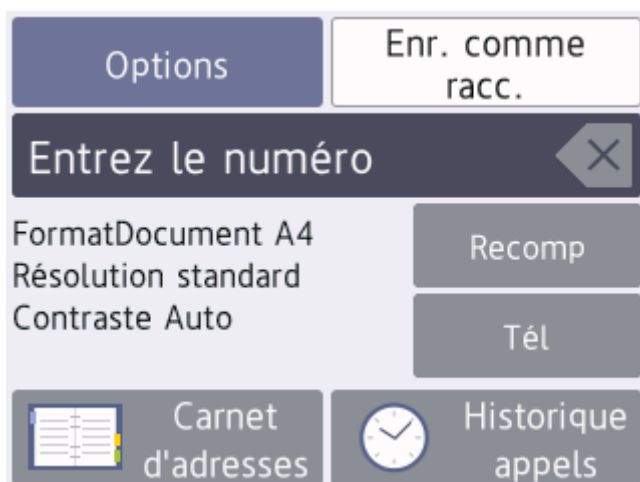 Options
Enr. comme
racc.
Entrez le numéro
FormatDocument A4
Résolution standard
Contraste Auto
Recomp
Tél
Carnet
d'adresses
Historique
appels